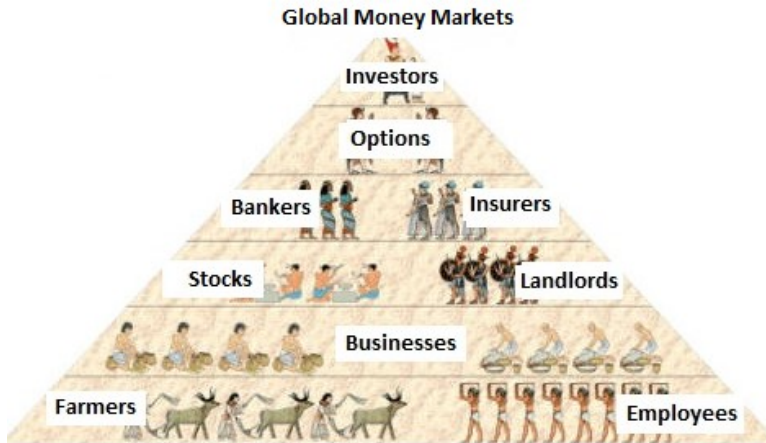 Global Money Markets
Investors
Options
Bankers
Insurers
Stocks
Landlords
Businesses
Farmers
Employees